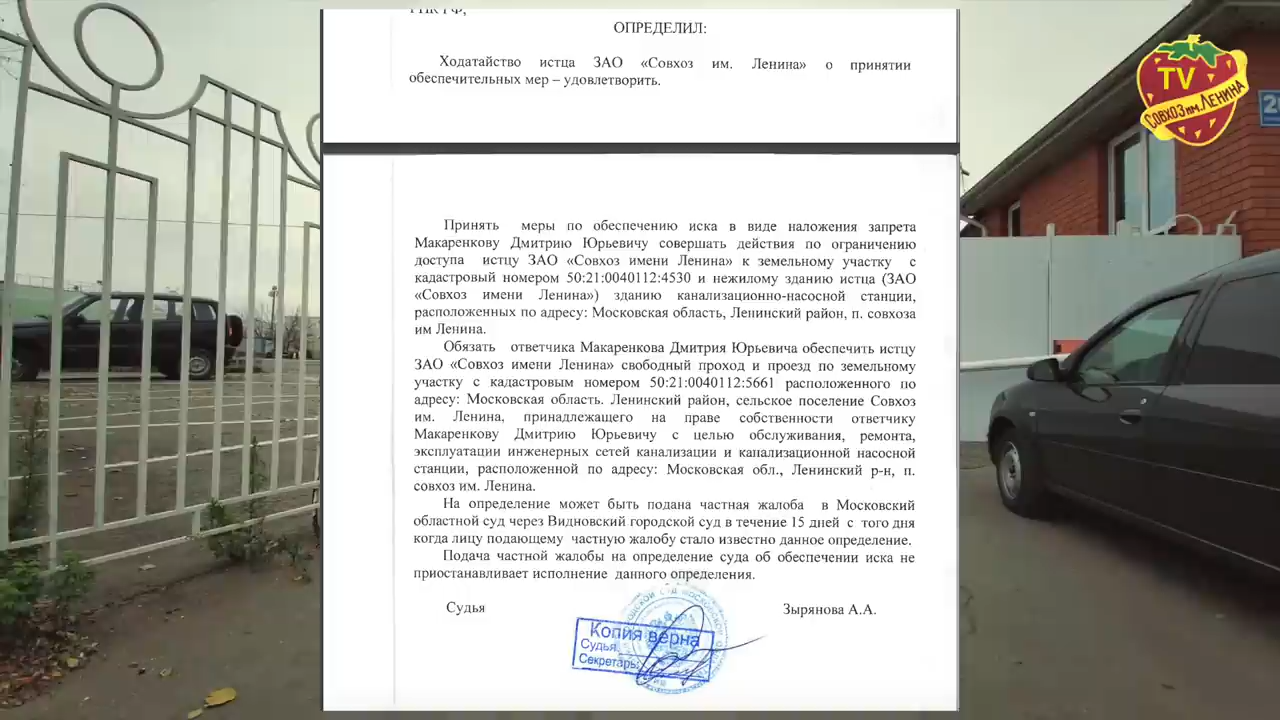 ОПРЕДЕЛИЛ:
Ходатайство истца ЗАО «Совхоз им. Ленина» о принятии
обеспечительных мер – удовлетворить.
Принять меры по обеспечению иска в виде наложения запрета
Макаренкову Дмитрию Юрьевичу совершать действия по ограничению
доступа истцу ЗАО «Совхоз имени Ленина» к земельному участку с
кадастровый номером 50:21:0040112:4530 и нежилому зданию истца (ЗАО
«Совхоз имени Ленина») зданию канализационно-насосной станции,
расположенных по адресу: Московская область, Ленинский район, п. совхоза
им Ленина.
Обязать ответчика Макаренкова Дмитрия Юрьевича обеспечить истцу
ЗАО «Совхоз имени Ленина» свободный проход и проезд по земельному
участку с кадастровым номером 50:21:0040112:5661 расположенного по
адресу: Московская область. Ленинский район, сельское поселение Совхоз
им. Ленина, принадлежащего на праве собственности ответчику
Макаренкову Дмитрию Юрьевичу с целью обслуживания, ремонта,
эксплуатации инженерных сетей канализации и канализационной насосной
станции, расположенной по адресу: Московская обл., Ленинский р-н, п.
совхоз им. Ленина.
На определение может быть подана частная жалоба в Московский
областной суд через Видновский городской суд в течение 15 дней с того дня
когда лицу подающему частную жалобу стало известно данное определение.
Подача частной жалобы на определение суда об обеспечении иска не
приостанавливает исполнение данного определения.
Судья Зырянова А.А.
Копия верна
Судья
Секретарь
TV
СОВХОЗ им. ЛЕНИНА